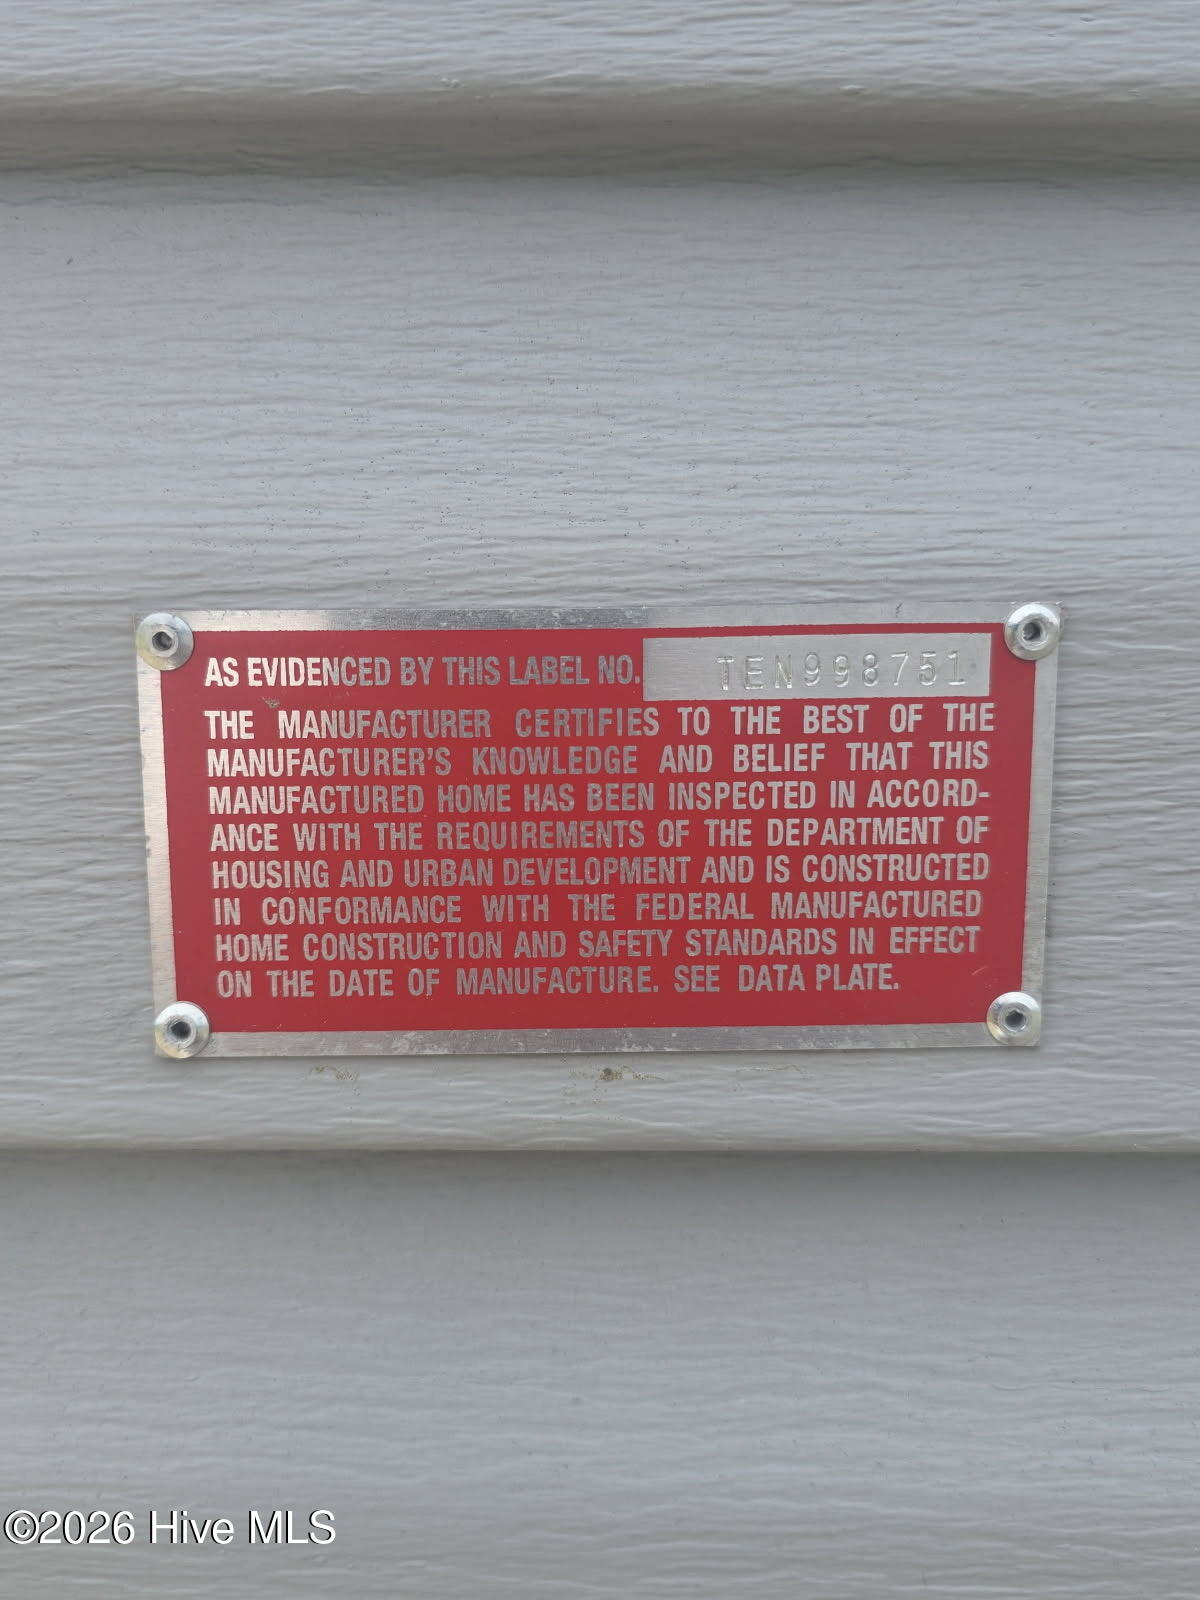 AS EVIDENCED BY THIS LABEL NO. TEN998751
THE MANUFACTURER CERTIFIES TO THE BEST OF THE
MANUFACTURER'S KNOWLEDGE AND BELIEF THAT THIS
MANUFACTURED HOME HAS BEEN INSPECTED IN ACCORD-
ANCE WITH THE REQUIREMENTS OF THE DEPARTMENT OF
HOUSING AND URBAN DEVELOPMENT AND IS CONSTRUCTED
IN CONFORMANCE WITH THE FEDERAL MANUFACTURED
HOME CONSTRUCTION AND SAFETY STANDARDS IN EFFECT
ON THE DATE OF MANUFACTURE. SEE DATA PLATE.
©2026 Hive MLS